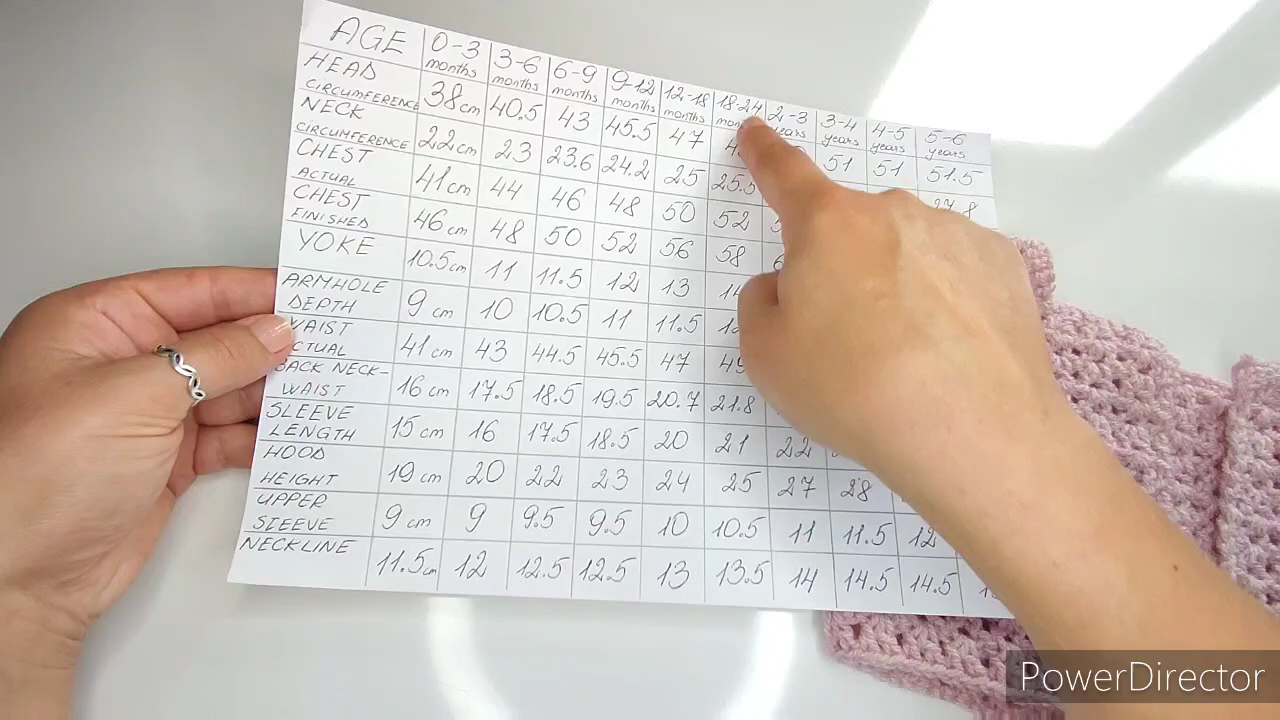 AGE 0-3 months 3-6 months 6-9 months 9-12 months 12-18 months 18-24 2-3 years 3-4 years 4-5 years 5-6 years
HEAD CIRCUMFERENCE 38cm 40.5 43 45.5 47 51 51 51.5
NECK CIRCUMFERENCE 22cm 23 23.6 24.2 25 25.5 27.8
CHEST ACTUAL 41cm 44 46 48 50 52
CHEST FINISHED 46cm 48 50 52 56 58
YOKE 10.5cm 11 11.5 12 13
ARMHOLE DEPTH 9cm 10 10.5 11 11.5
WAIST ACTUAL 41cm 43 44.5 45.5 47 49
BACK NECK-WAIST 16cm 17.5 18.5 19.5 20.7 21.8
SLEEVE LENGTH 15cm 16 17.5 18.5 20 21 22
HOOD HEIGHT 19cm 20 22 23 24 25 27 28
UPPER SLEEVE 9cm 9 9.5 9.5 10 10.5 11 11.5 12
NECKLINE 11.5cm 12 12.5 12.5 13 13.5 14 14.5 14.5
PowerDirector